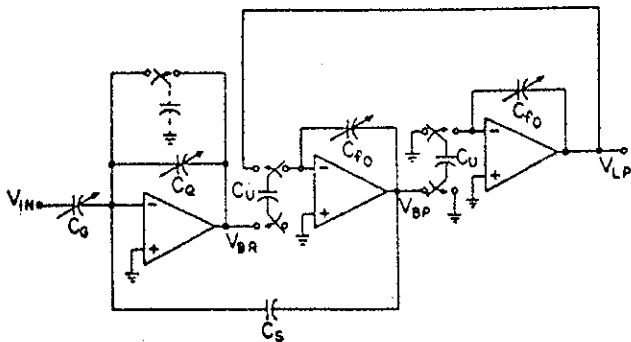 C_fo
C_fo
C_Q
C_U
C_U
V_IN
C_G
V_BR
V_BP
V_LP
C_S
- + - + - +